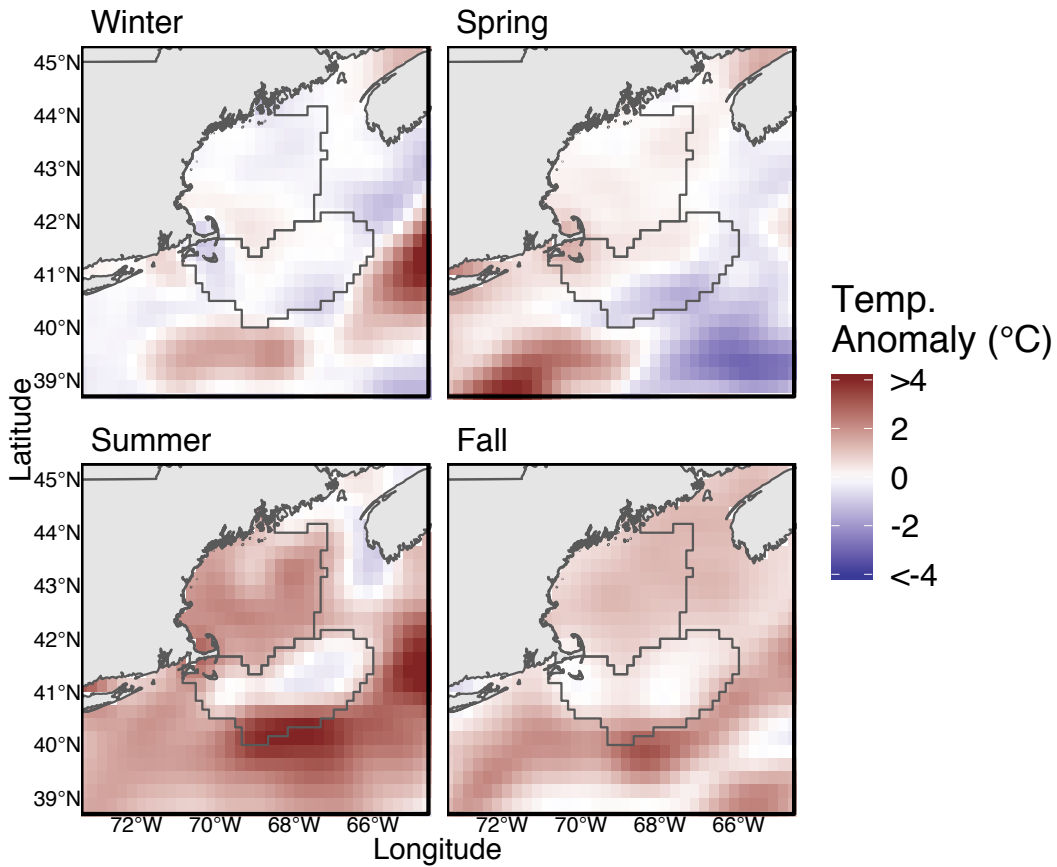 Winter
Spring
45°N
44°N
43°N
42°N
41°N
40°N
39°N
Temp.
Anomaly (°C)
>4
2
0
-2
<-4
Latitude
Summer
Fall
45°N
44°N
43°N
42°N
41°N
40°N
39°N
72°W 70°W 68°W 66°W
72°W 70°W 68°W 66°W
Longitude